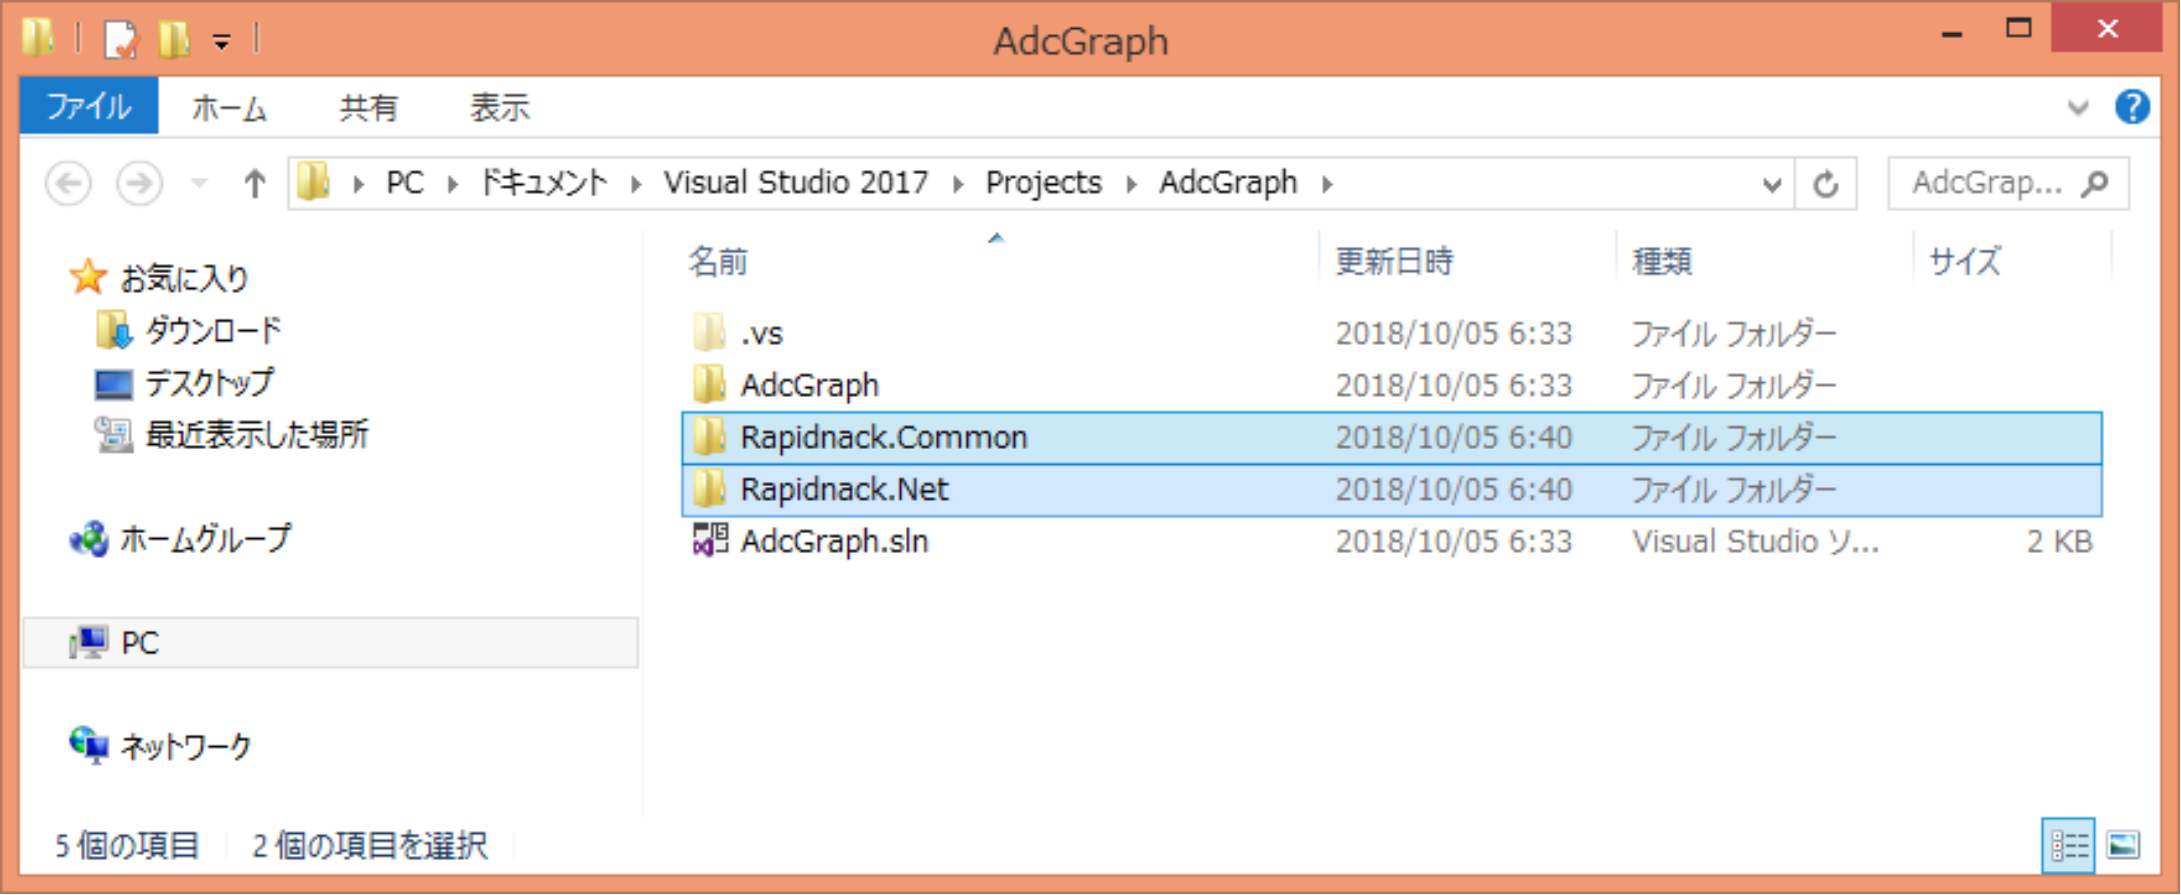 AdcGraph
ファイル ホーム 共有 表示
PC ドキュメント Visual Studio 2017 Projects AdcGraph AdcGrap...
お気に入り
ダウンロード
デスクトップ
最近表示した場所
ホームグループ
PC
ネットワーク
名前 更新日時 種類 サイズ
.vs 2018/10/05 6:33 ファイル フォルダー
AdcGraph 2018/10/05 6:33 ファイル フォルダー
Rapidnack.Common 2018/10/05 6:40 ファイル フォルダー
Rapidnack.Net 2018/10/05 6:40 ファイル フォルダー
AdcGraph.sln 2018/10/05 6:33 Visual Studio ソ... 2 KB
5 個の項目 2 個の項目を選択